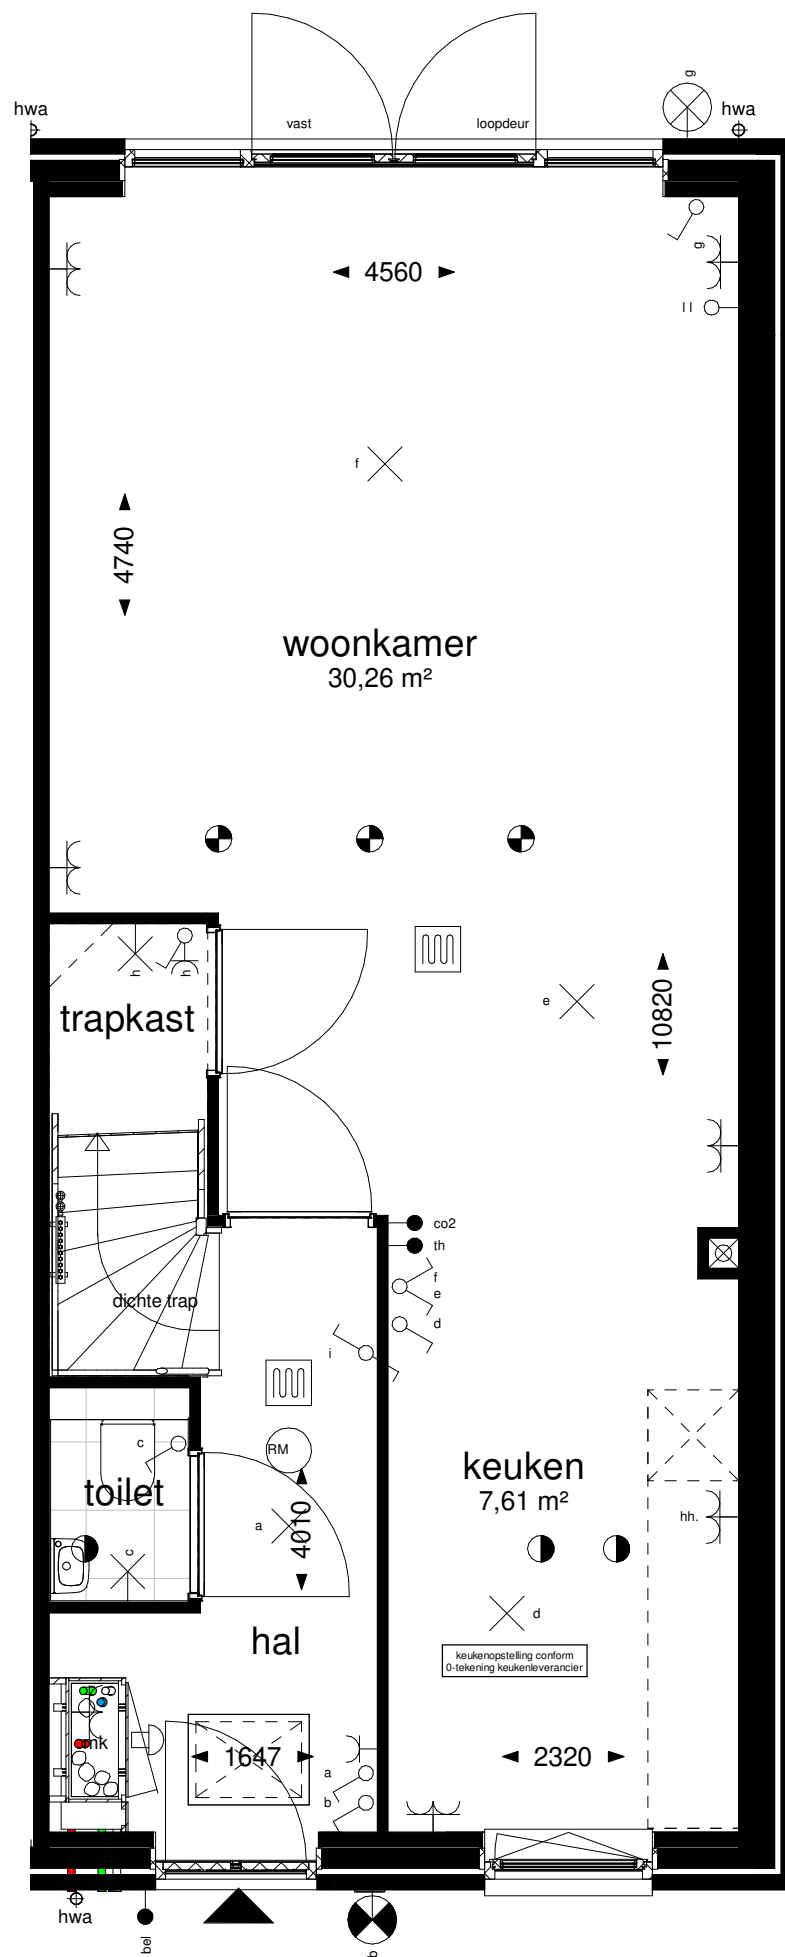 g
hwa
hwa
vast
loopdeur
g
4560
l l
f
4740
woonkamer
30,26 m²
h
h
trapkast
e
10820
co2
th
f
e
d
dichte trap
i
RM
c
keuken
7,61 m²
toilet
hh.
a
4010
c
d
hal
keukenopstelling conform
0-tekening keukenleverancier
mk
1647
2320
a
b
hwa
bel
b